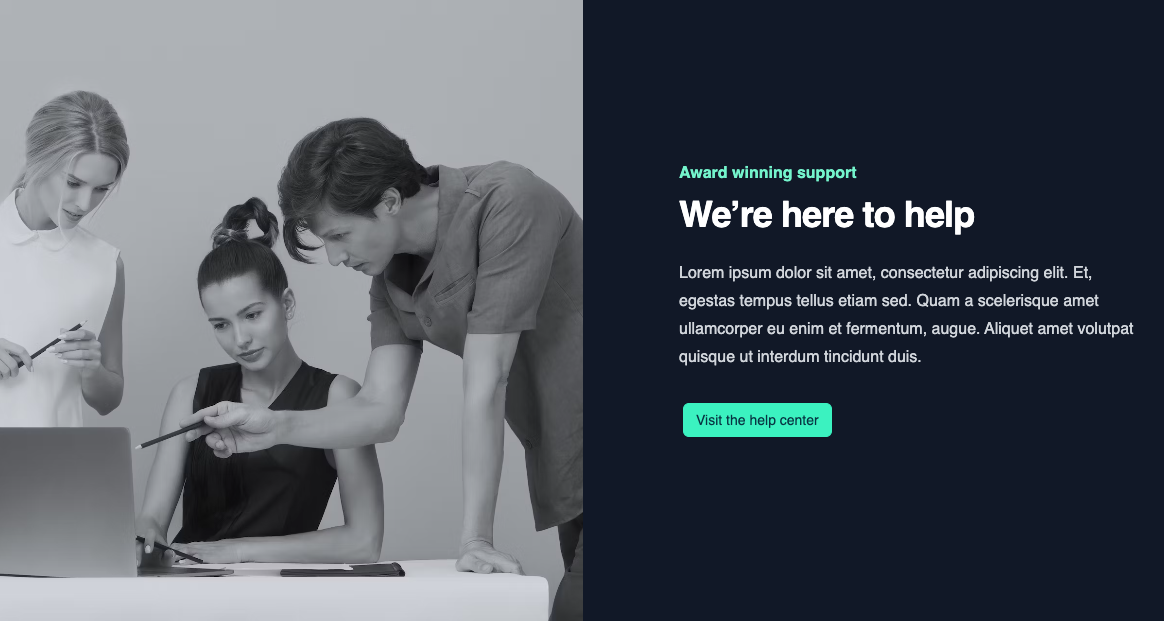 Award winning support
We’re here to help
Lorem ipsum dolor sit amet, consectetur adipiscing elit. Et,
egestas tempus tellus etiam sed. Quam a scelerisque amet
ullamcorper eu enim et fermentum, augue. Aliquet amet volutpat
quisque ut interdum tincidunt duis.
Visit the help center